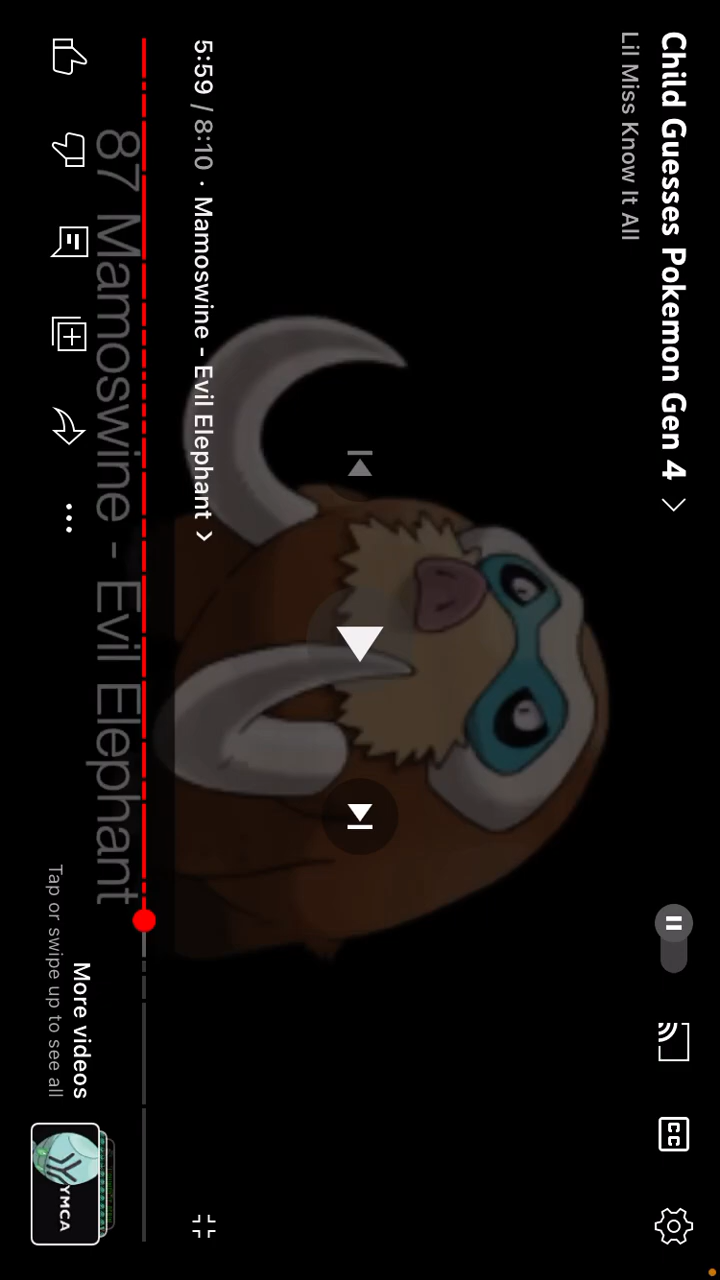 Child Guesses Pokemon Gen 4
Lil Miss Know It All
CC
5:59 / 8:10 · Mamoswine - Evil Elephant
87 Mamoswine - Evil Elephant
More videos
Tap or swipe up to see all
YMCA